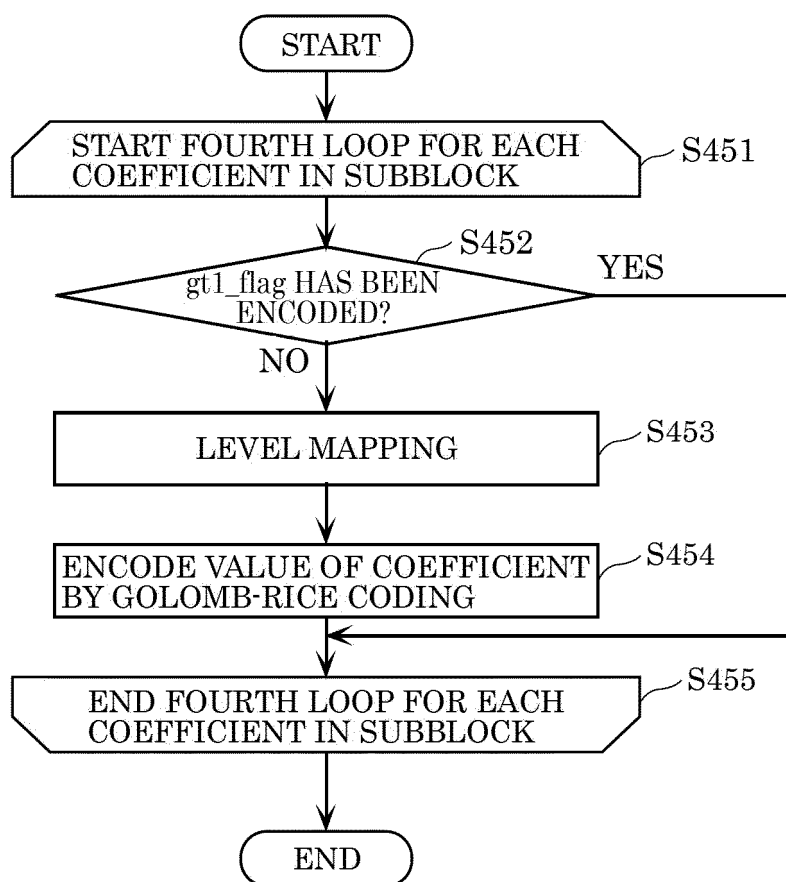 START
START FOURTH LOOP FOR EACH
COEFFICIENT IN SUBBLOCK
S451
S452
gt1_flag HAS BEEN
ENCODED?
YES
NO
LEVEL MAPPING
S453
ENCODE VALUE OF COEFFICIENT
BY GOLOMB-RICE CODING
S454
END FOURTH LOOP FOR EACH
COEFFICIENT IN SUBBLOCK
S455
END